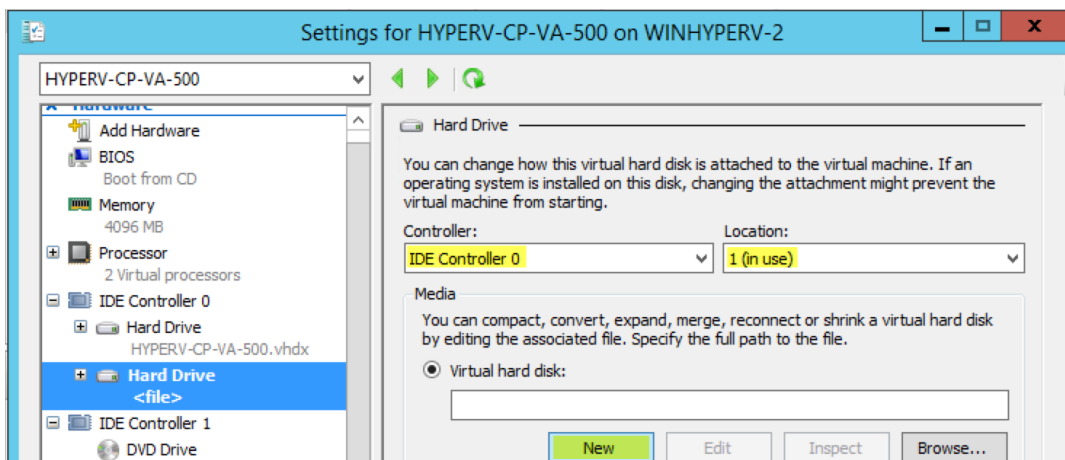 Settings for HYPERV-CP-VA-500 on WINHYPERV-2
X
HYPERV-CP-VA-500
Hardware
Add Hardware
BIOS
Boot from CD
Memory
4096 MB
Processor
2 Virtual processors
IDE Controller 0
Hard Drive
HYPERV-CP-VA-500.vhdx
Hard Drive
<file>
IDE Controller 1
DVD Drive
Hard Drive
You can change how this virtual hard disk is attached to the virtual machine. If an
operating system is installed on this disk, changing the attachment might prevent the
virtual machine from starting.
Controller: Location:
IDE Controller 0 1 (in use)
Media
You can compact, convert, expand, merge, reconnect or shrink a virtual hard disk
by editing the associated file. Specify the full path to the file.
Virtual hard disk:
New Edit Inspect Browse...